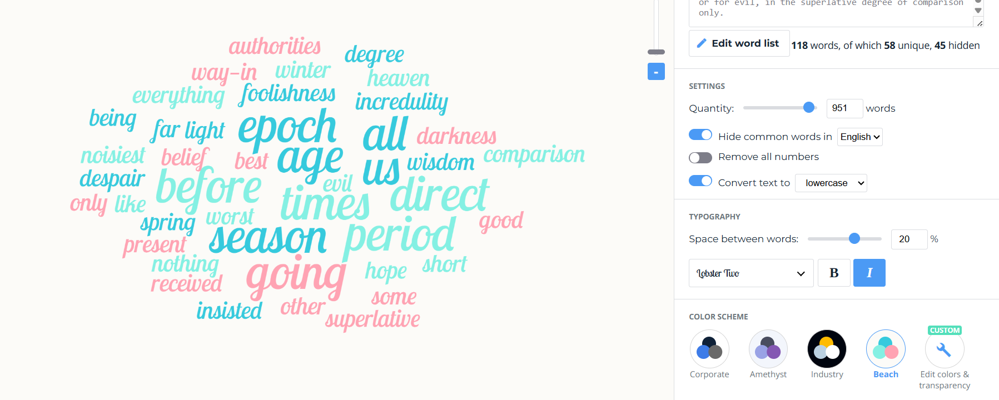 authorities
degree
way-in winter
heaven
everything foolishness
incredulity
being
far light epoch all darkness
noisiest belief best age us wisdom comparison
despair before evil
times direct
only like worst
spring good
season period
present
nothing going hope short
received
some
insisted other
superlative
-
or for evil, in the superlative degree of comparison
only.
Edit word list 118 words, of which 58 unique, 45 hidden
SETTINGS
Quantity: 951 words
Hide common words in English
Remove all numbers
Convert text to lowercase
TYPOGRAPHY
Space between words: 20 %
Lobster Two B I
COLOR SCHEME
CUSTOM
Corporate Amethyst Industry Beach Edit colors &
transparency